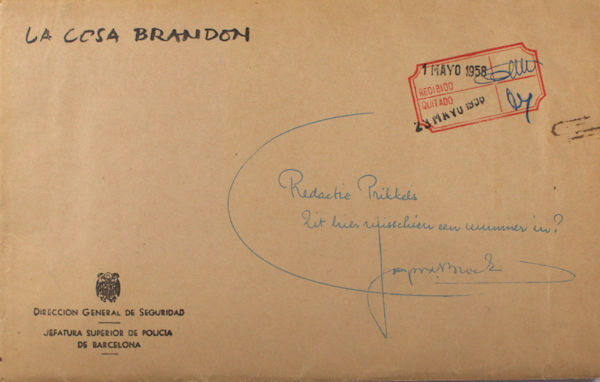 LA COSA BRANDON
1 MAYO 1958
RECIBIDO
QUITADO
23 MAYO 1958
Redactie Prikkels
Zit hier misschien een nummer in?
DIRECCION GENERAL DE SEGURIDAD
JEFATURA SUPERIOR DE POLICIA
DE BARCELONA